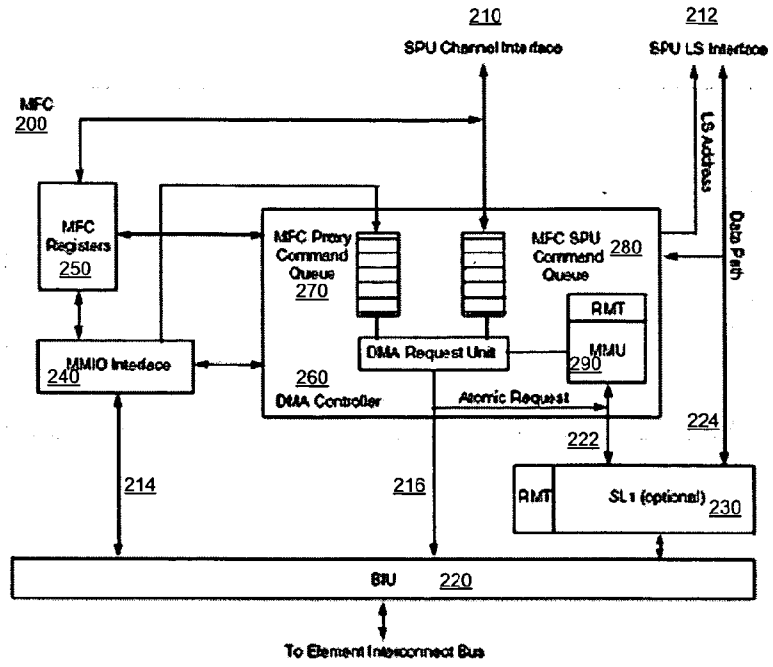 210
SPU Channel Interface
212
SPU LS Interface
MFC
200
LS Address
Data Path
MFC
Registers
250
MFC Proxy
Command
Queue
270
MFC SPU
Command
Queue
280
RMT
MMU
290
DMA Request Unit
MMIO Interface
240
260
DMA Controller
Atomic Request
222
224
214
216
RMT
SL1 (optional)
230
BIU
220
To Element Interconnect Bus